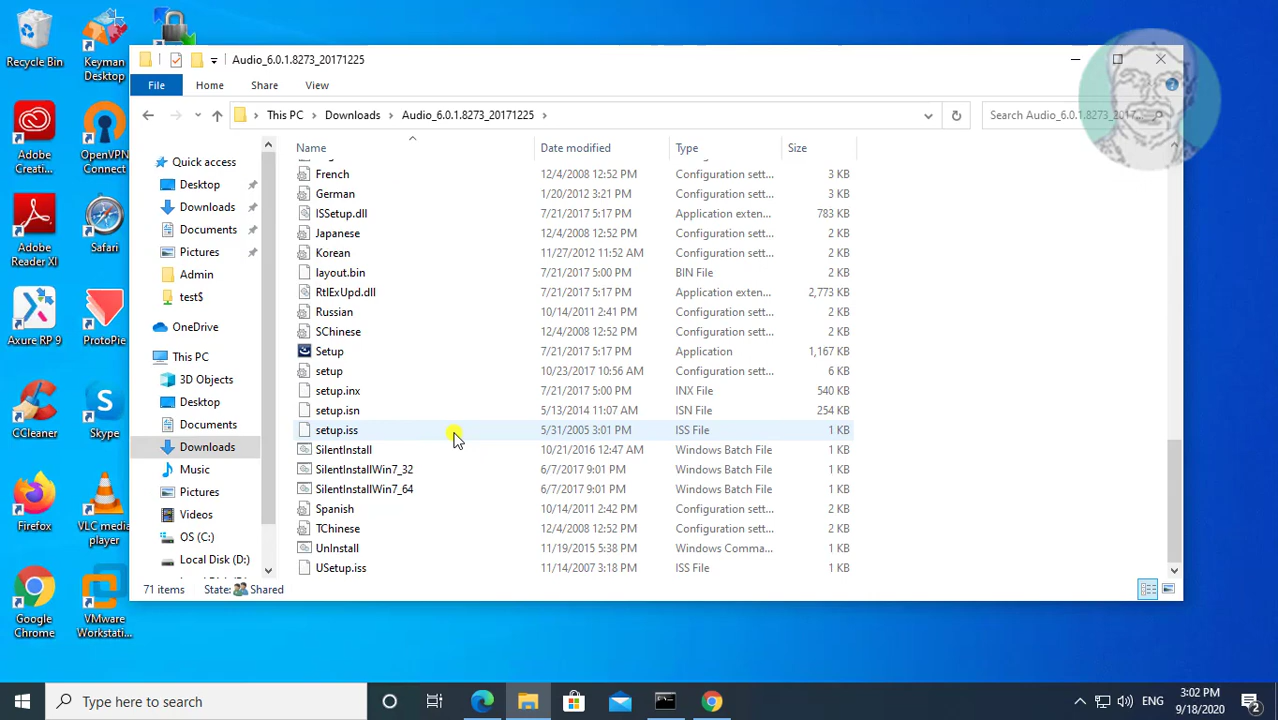 Recycle Bin
Keyman Desktop
Adobe Creati...
OpenVPN Connect
Adobe Reader XI
Safari
Axure RP 9
ProtoPie
CCleaner
Skype
Firefox
VLC media player
Google Chrome
VMware Workstati...
Audio_6.0.1.8273_20171225
File Home Share View
This PC Downloads Audio_6.0.1.8273_20171225
Search Audio_6.0.1.8273_2017...
Quick access
Desktop
Downloads
Documents
Pictures
Admin
test$
OneDrive
This PC
3D Objects
Desktop
Documents
Downloads
Music
Pictures
Videos
OS (C:)
Local Disk (D:)
Name Date modified Type Size
French 12/4/2008 12:52 PM Configuration sett... 3 KB
German 1/20/2012 3:21 PM Configuration sett... 3 KB
ISSetup.dll 7/21/2017 5:17 PM Application exten... 783 KB
Japanese 12/4/2008 12:52 PM Configuration sett... 2 KB
Korean 11/27/2012 11:52 AM Configuration sett... 2 KB
layout.bin 7/21/2017 5:00 PM BIN File 2 KB
RtlExUpd.dll 7/21/2017 5:17 PM Application exten... 2,773 KB
Russian 10/14/2011 2:41 PM Configuration sett... 2 KB
SChinese 12/4/2008 12:52 PM Configuration sett... 2 KB
Setup 7/21/2017 5:17 PM Application 1,167 KB
setup 10/23/2017 10:56 AM Configuration sett... 6 KB
setup.inx 7/21/2017 5:00 PM INX File 540 KB
setup.isn 5/13/2014 11:07 AM ISN File 254 KB
setup.iss 5/31/2005 3:01 PM ISS File 1 KB
SilentInstall 10/21/2016 12:47 AM Windows Batch File 1 KB
SilentInstallWin7_32 6/7/2017 9:01 PM Windows Batch File 1 KB
SilentInstallWin7_64 6/7/2017 9:01 PM Windows Batch File 1 KB
Spanish 10/14/2011 2:42 PM Configuration sett... 2 KB
TChinese 12/4/2008 12:52 PM Configuration sett... 2 KB
UnInstall 11/19/2015 5:38 PM Windows Comma... 1 KB
USetup.iss 11/14/2007 3:18 PM ISS File 1 KB
71 items State: Shared
Type here to search
ENG
3:02 PM
9/18/2020
2